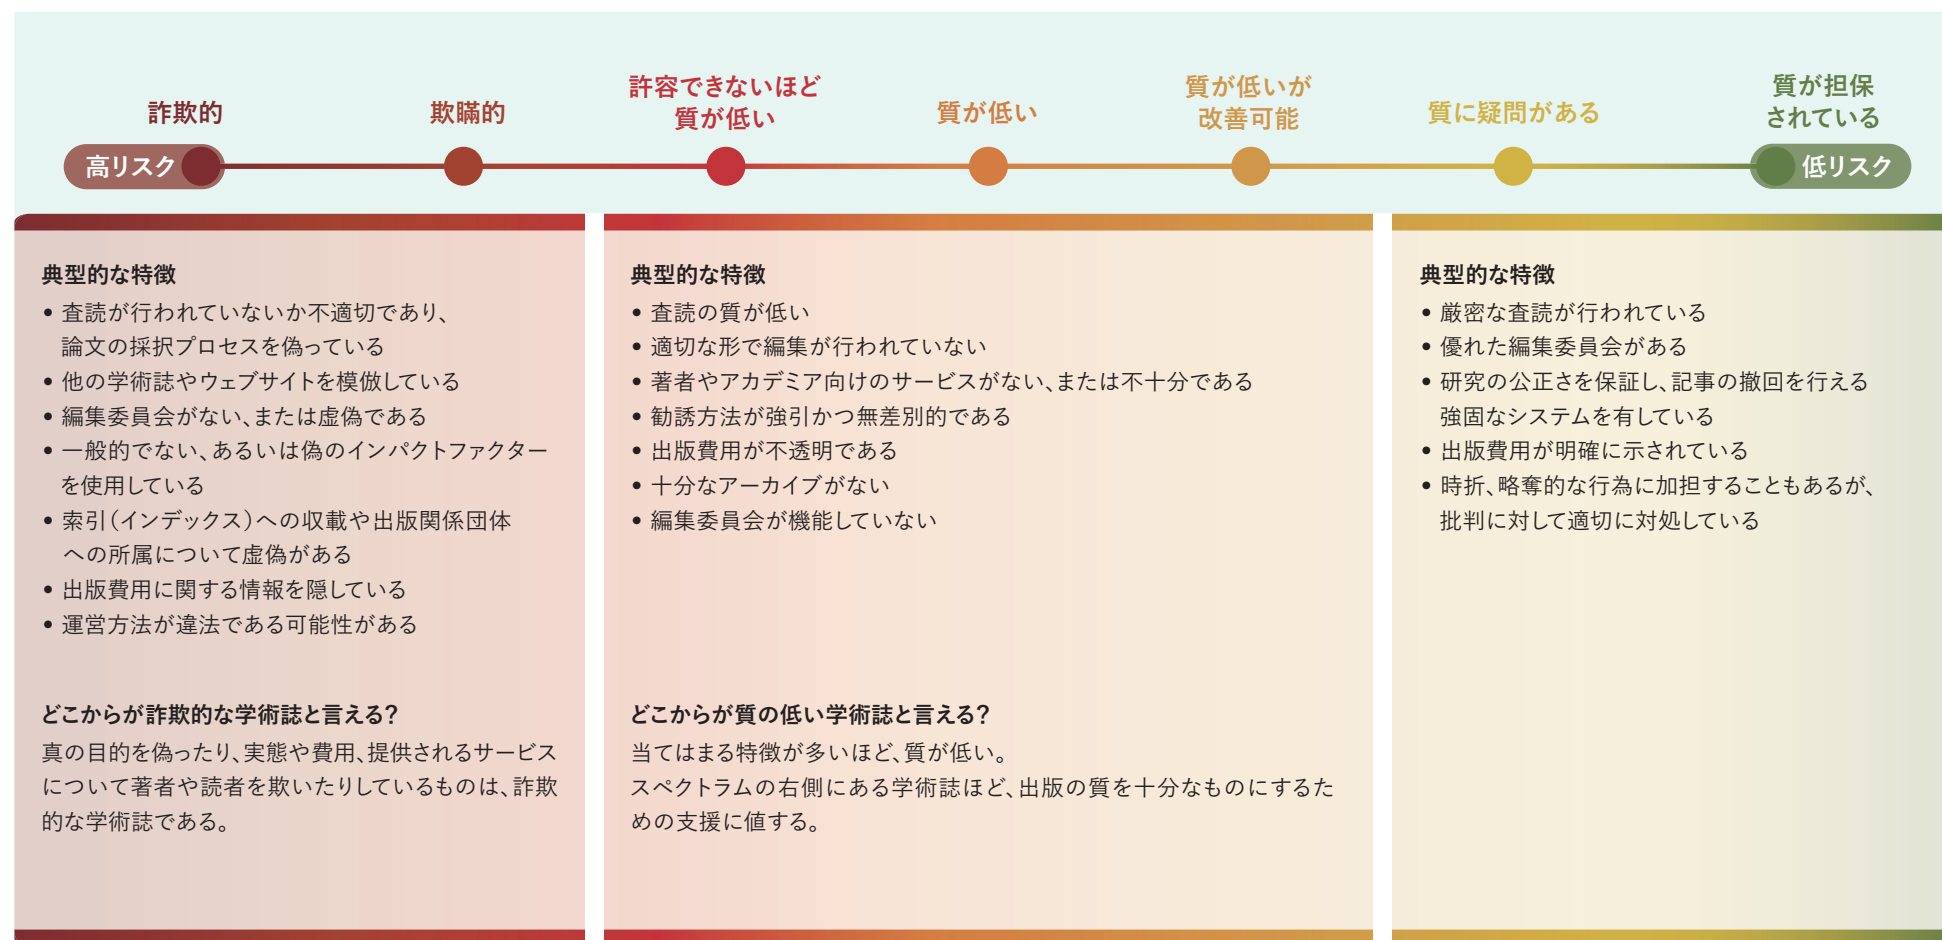 詐欺的
欺瞞的
許容できないほど
質が低い
質が低い
質が低いが
改善可能
質に疑問がある
質が担保
されている
高リスク
低リスク
典型的な特徴
• 査読が行われていないか不適切であり、
論文の採択プロセスを偽っている
• 他の学術誌やウェブサイトを模倣している
• 編集委員会がない、または虚偽である
• 一般的でない、あるいは偽のインパクトファクター
を使用している
• 索引(インデックス)への収載や出版関係団体
への所属について虚偽がある
• 出版費用に関する情報を隠している
• 運営方法が違法である可能性がある
どこからが詐欺的な学術誌と言える?
真の目的を偽ったり、実態や費用、提供されるサービス
について著者や読者を欺いたりしているものは、詐欺
的な学術誌である。
典型的な特徴
• 査読の質が低い
• 適切な形で編集が行われていない
• 著者やアカデミア向けのサービスがない、または不十分である
• 勧誘方法が強引かつ無差別的である
• 出版費用が不透明である
• 十分なアーカイブがない
• 編集委員会が機能していない
どこからが質の低い学術誌と言える?
当てはまる特徴が多いほど、質が低い。
スペクトラムの右側にある学術誌ほど、出版の質を十分なものにするた
めの支援に値する。
典型的な特徴
• 厳密な査読が行われている
• 優れた編集委員会がある
• 研究の公正さを保証し、記事の撤回を行える
強固なシステムを有している
• 出版費用が明確に示されている
• 時折、略奪的な行為に加担することもあるが、
批判に対して適切に対処している